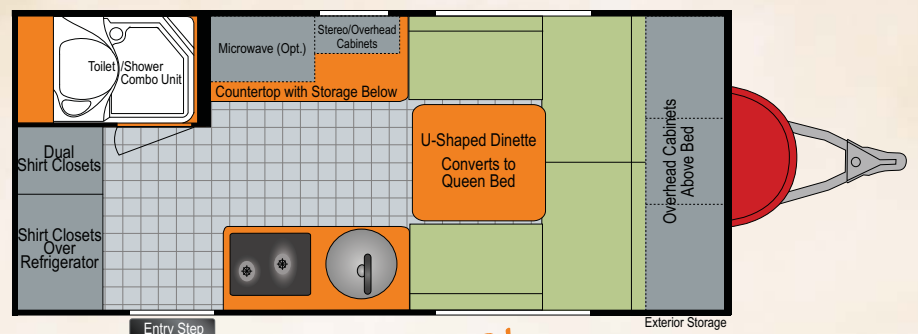 Toilet /Shower
Combo Unit
Microwave (Opt.)
Stereo/Overhead
Cabinets
Countertop with Storage Below
Dual
Shirt Closets
Shirt Closets
Over
Refrigerator
U-Shaped Dinette
Converts to
Queen Bed
Overhead Cabinets
Above Bed
Entry Step
Exterior Storage